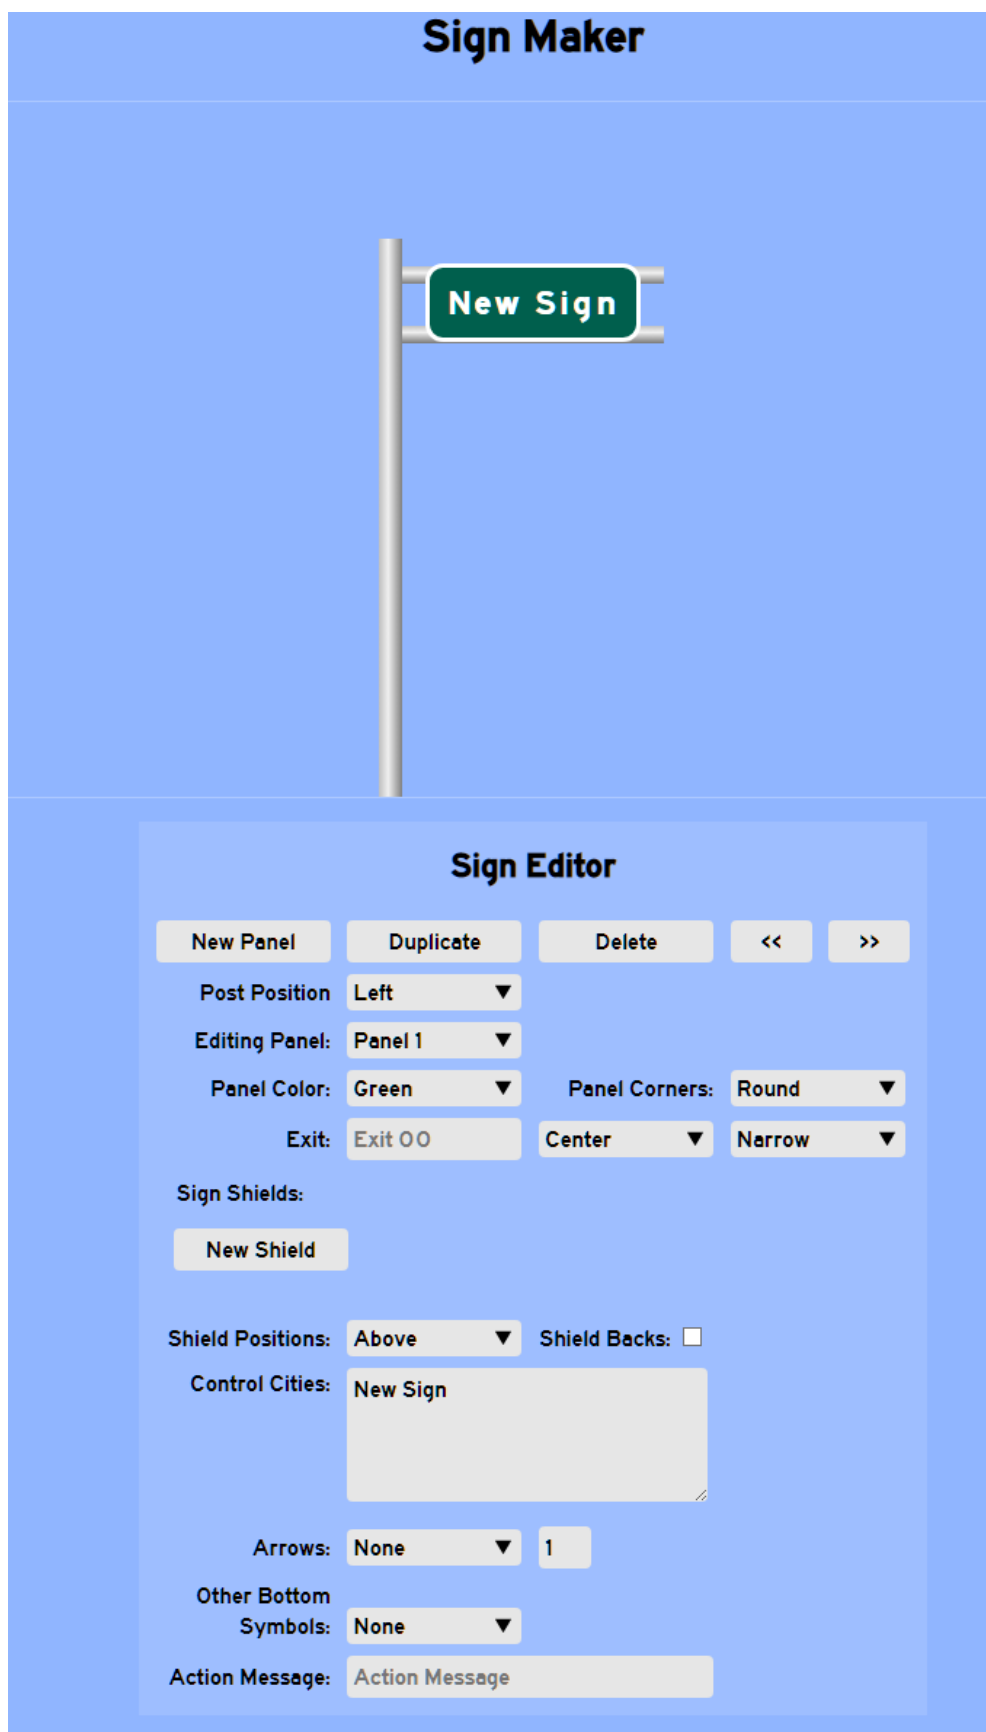 Sign Maker
New Sign
Sign Editor
New Panel Duplicate Delete << >>
Post Position Left
Editing Panel: Panel 1
Panel Color: Green Panel Corners: Round
Exit: Exit 00 Center Narrow
Sign Shields:
New Shield
Shield Positions: Above Shield Backs:
Control Cities: New Sign
Arrows: None 1
Other Bottom
Symbols: None
Action Message: Action Message